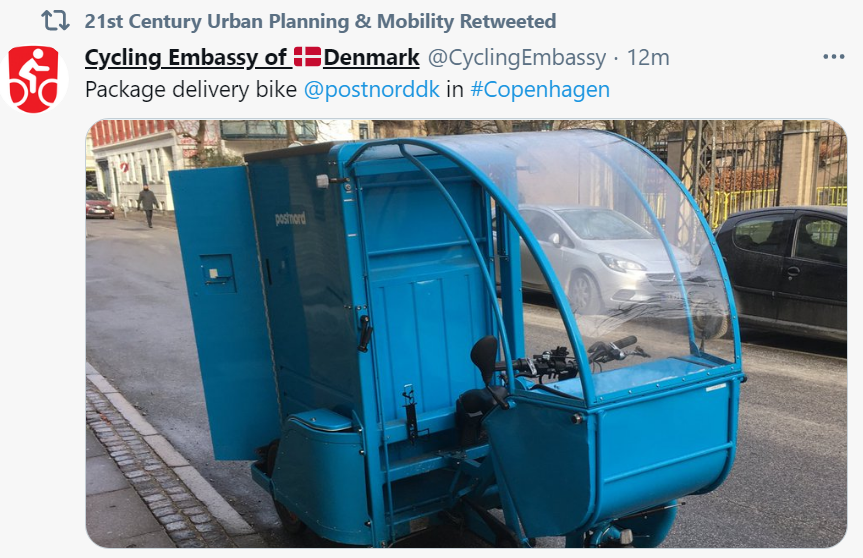 21st Century Urban Planning & Mobility Retweeted
Cycling Embassy of 🇩🇰Denmark @CyclingEmbassy · 12m
Package delivery bike @postnorddk in #Copenhagen
postnord